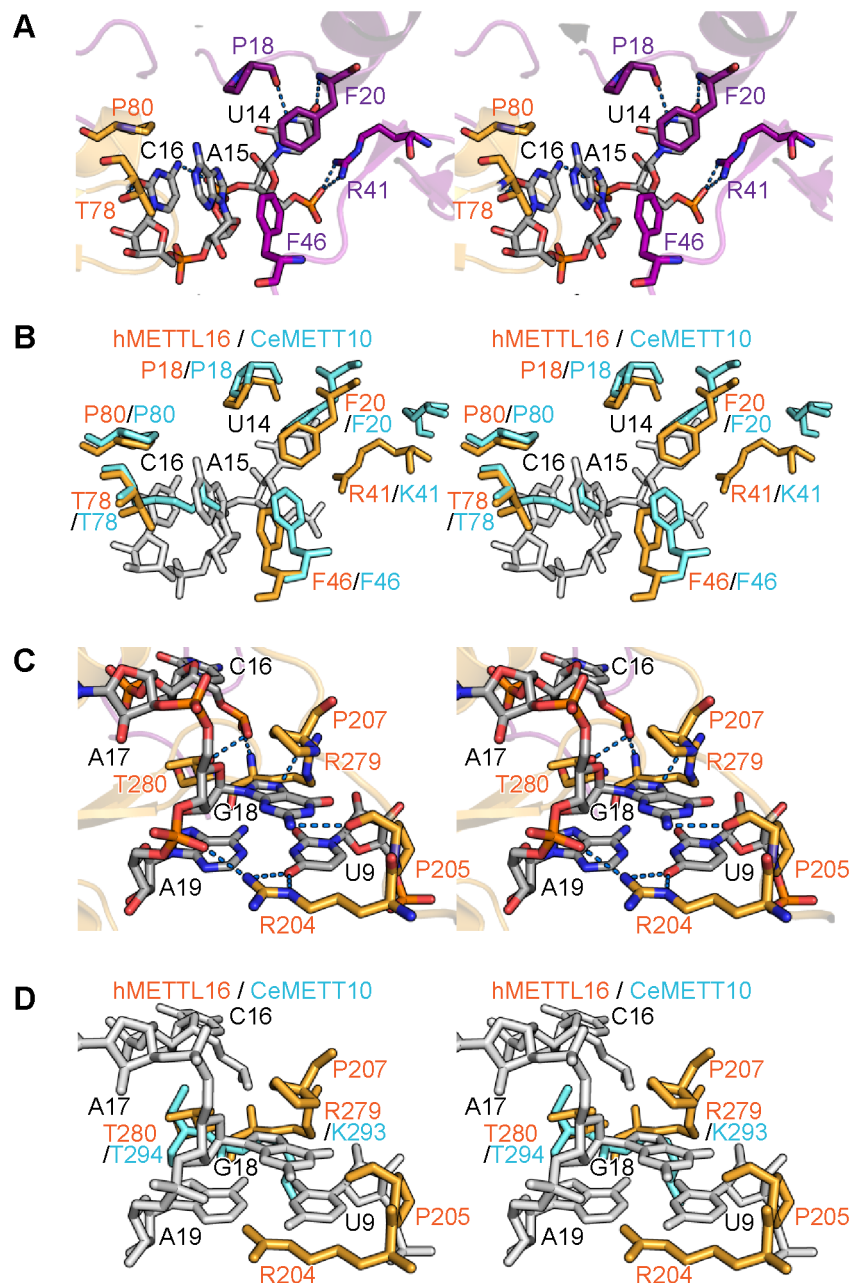 A
P18
P18
F20
F20
P80
U14
P80
U14
C16
A15
C16
A15
T78
R41
T78
R41
F46
F46
B
hMETTL16 / CeMETT10
hMETTL16 / CeMETT10
P18/P18
P18/P18
P80/P80
U14
F20
/F20
P80/P80
U14
F20
/F20
C16
A15
C16
A15
T78
/T78
R41/K41
T78
/T78
R41/K41
F46/F46
F46/F46
C
C16
C16
P207
P207
A17
R279
A17
R279
T280
T280
G18
G18
A19
U9
P205
A19
U9
P205
R204
R204
D
hMETTL16 / CeMETT10
hMETTL16 / CeMETT10
C16
C16
P207
P207
A17
R279
/K293
A17
R279
/K293
T280
/T294
T280
/T294
G18
G18
A19
U9
P205
A19
U9
P205
R204
R204